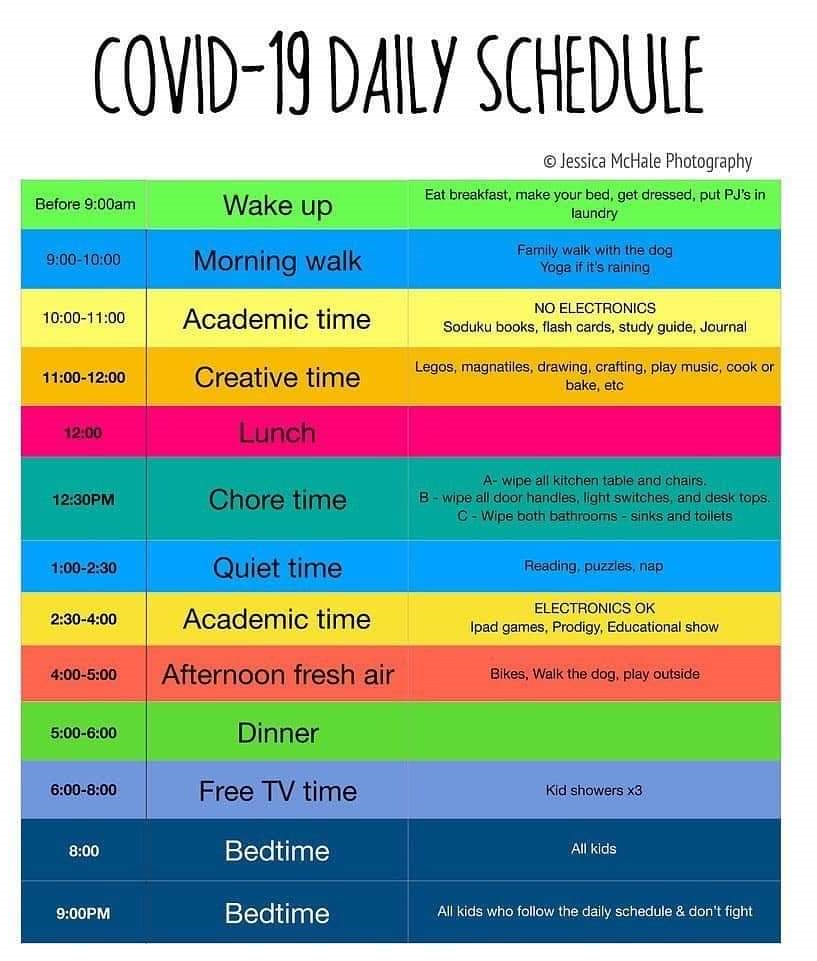 COVID-19 DAILY SCHEDULE
© Jessica McHale Photography
Before 9:00am
Wake up
Eat breakfast, make your bed, get dressed, put PJ's in
laundry
9:00-10:00
Morning walk
Family walk with the dog
Yoga if it's raining
10:00-11:00
Academic time
NO ELECTRONICS
Soduku books, flash cards, study guide, Journal
11:00-12:00
Creative time
Legos, magnatiles, drawing, crafting, play music, cook or
bake, etc
12:00
Lunch
12:30PM
Chore time
A- wipe all kitchen table and chairs.
B - wipe all door handles, light switches, and desk tops.
C - Wipe both bathrooms - sinks and toilets
1:00-2:30
Quiet time
Reading, puzzles, nap
2:30-4:00
Academic time
ELECTRONICS OK
Ipad games, Prodigy, Educational show
4:00-5:00
Afternoon fresh air
Bikes, Walk the dog, play outside
5:00-6:00
Dinner
6:00-8:00
Free TV time
Kid showers x3
8:00
Bedtime
All kids
9:00PM
Bedtime
All kids who follow the daily schedule & don't fight